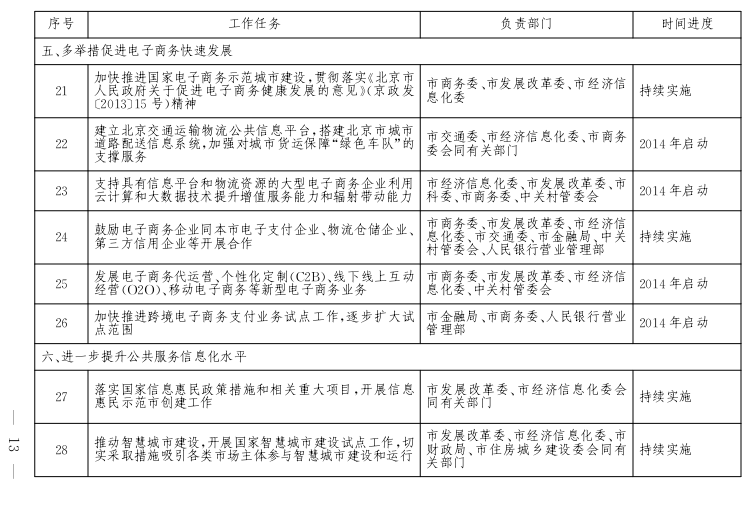 序号 工作任务 负责部门 时间进度
五、多举措促进电子商务快速发展
21 加快推进国家电子商务示范城市建设,贯彻落实《北京市人民政府关于促进电子商务健康发展的意见》(京政发〔2013〕15号)精神 市商务委、市发展改革委、市经济信息化委 持续实施
22 建立北京交通运输物流公共信息平台,搭建北京市城市道路配送信息系统,加强对城市货运保障“绿色车队”的支撑服务 市交通委、市经济信息化委、市商务委会同有关部门 2014年启动
23 支持具有信息平台和物流资源的大型电子商务企业利用云计算和大数据技术提升增值服务能力和辐射带动能力 市经济信息化委、市发展改革委、市科委、市商务委、中关村管委会 2014年启动
24 鼓励电子商务企业同本市电子支付企业、物流仓储企业、第三方信用企业等开展合作 市商务委、市发展改革委、市经济信息化委、市交通委、市金融局、中关村管委会、人民银行营业管理部 持续实施
25 发展电子商务代运营、个性化定制(C2B)、线下线上互动经营(O2O)、移动电子商务等新型电子商务业务 市商务委、市发展改革委、市经济信息化委、中关村管委会 2014年启动
26 加快推进跨境电子商务支付业务试点工作,逐步扩大试点范围 市金融局、市商务委、人民银行营业管理部 2014年启动
六、进一步提升公共服务信息化水平
27 落实国家信息惠民政策措施和相关重大项目,开展信息惠民示范市创建工作 市发展改革委、市经济信息化委会同有关部门 持续实施
28 推动智慧城市建设,开展国家智慧城市建设试点工作,切实采取措施吸引各类市场主体参与智慧城市建设和运行 市发展改革委、市经济信息化委、市财政局、市住房城乡建设委会同有关部门 持续实施
— 13 —